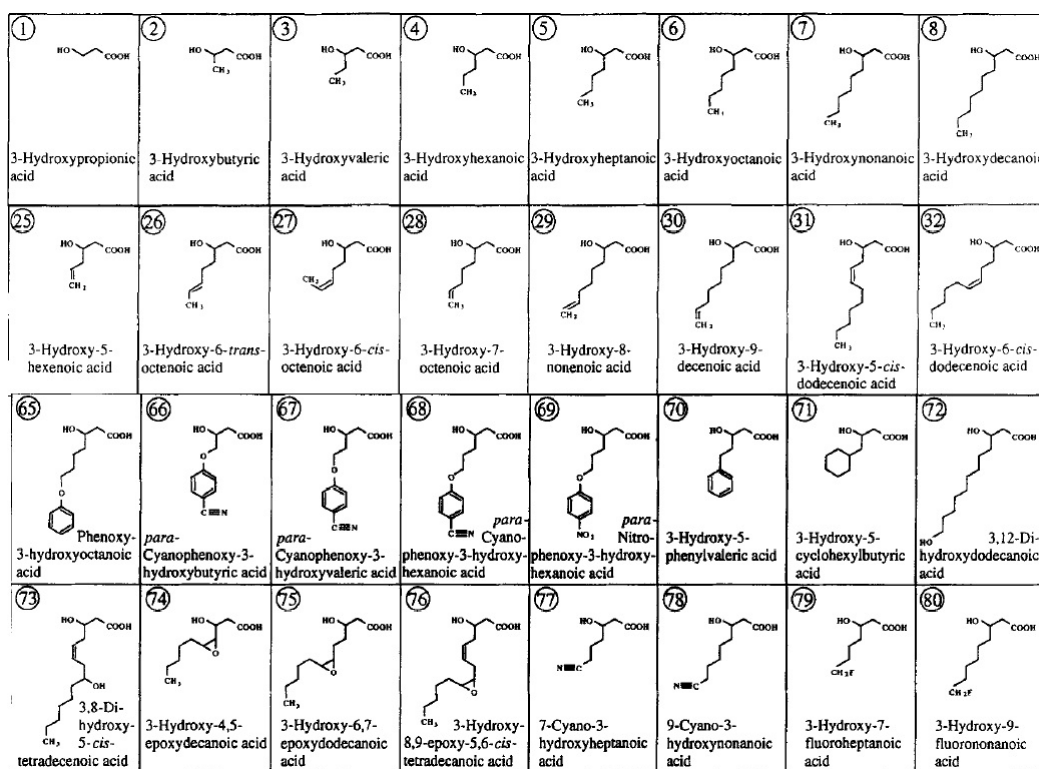 1
HO COOH
3-Hydroxypropionic
acid
2
HO COOH
CH3
3-Hydroxybutyric
acid
3
HO COOH
CH3
3-Hydroxyvaleric
acid
4
HO COOH
CH3
3-Hydroxyhexanoic
acid
5
HO COOH
CH3
3-Hydroxyheptanoic
acid
6
HO COOH
CH3
3-Hydroxyoctanoic
acid
7
HO COOH
CH3
3-Hydroxynonanoic
acid
8
HO COOH
CH3
3-Hydroxydecanoic
acid
25
HO COOH
CH2
3-Hydroxy-5-
hexenoic acid
26
HO COOH
CH3
3-Hydroxy-6-trans-
octenoic acid
27
HO COOH
CH3
3-Hydroxy-6-cis-
octenoic acid
28
HO COOH
CH2
3-Hydroxy-7-
octenoic acid
29
HO COOH
CH2
3-Hydroxy-8-
nonenoic acid
30
HO COOH
CH2
3-Hydroxy-9-
decenoic acid
31
HO COOH
CH3
3-Hydroxy-5-cis-
dodecenoic acid
32
HO COOH
CH3
3-Hydroxy-6-cis-
dodecenoic acid
65
HO COOH
O
Phenoxy-
3-hydroxyoctanoic
acid
66
HO COOH
O
C≡N
para-
Cyanophenoxy-3-
hydroxybutyric acid
67
HO COOH
O
C≡N
para-
Cyanophenoxy-3-
hydroxyvaleric acid
68
HO COOH
O
C≡N
para-
Cyano-
phenoxy-3-hydroxy-
hexanoic acid
69
HO COOH
O
NO2
para-
Nitro-
phenoxy-3-hydroxy-
hexanoic acid
70
HO COOH
3-Hydroxy-5-
phenylvaleric acid
71
HO COOH
3-Hydroxy-5-
cyclohexylbutyric
acid
72
HO COOH
HO
3,12-Di-
hydroxydodecanoic
acid
73
HO COOH
OH
CH3
3,8-Di-
hydroxy-
5-cis-
tetradecenoic acid
74
HO COOH
O
CH3
3-Hydroxy-4,5-
epoxydecanoic acid
75
HO COOH
O
CH3
3-Hydroxy-6,7-
epoxydodecanoic
acid
76
HO COOH
O
CH3
3-Hydroxy-
8,9-epoxy-5,6-cis-
tetradecanoic acid
77
HO COOH
N≡C
7-Cyano-3-
hydroxyheptanoic
acid
78
HO COOH
N≡C
9-Cyano-3-
hydroxynonanoic
acid
79
HO COOH
CH2F
3-Hydroxy-7-
fluoroheptanoic
acid
80
HO COOH
CH2F
3-Hydroxy-9-
fluorononanoic
acid